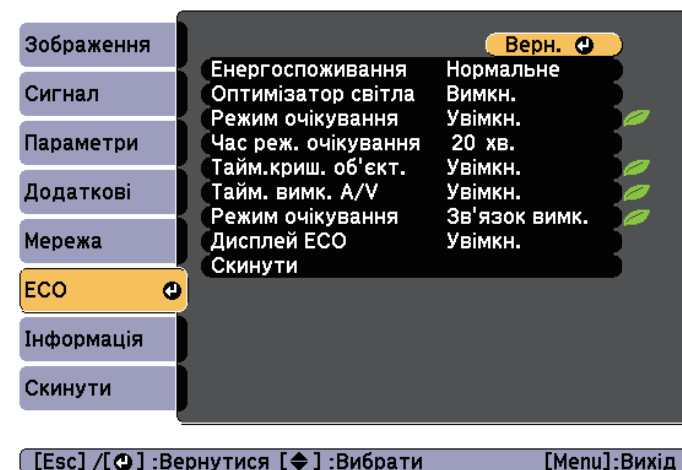 Зображення
Сигнал
Параметри
Додаткові
Мережа
ECO
Інформація
Скинути
Верн.
Енергоспоживання Нормальне
Оптимізатор світла Вимкн.
Режим очікування Увімкн.
Час реж. очікування 20 хв.
Тайм.криш. об'єкт. Увімкн.
Тайм. вимк. A/V Увімкн.
Режим очікування Зв'язок вимк.
Дисплей ECO Увімкн.
Скинути
[Esc] /[ ] :Вернутися [ ] :Вибрати [Menu]:Вихід